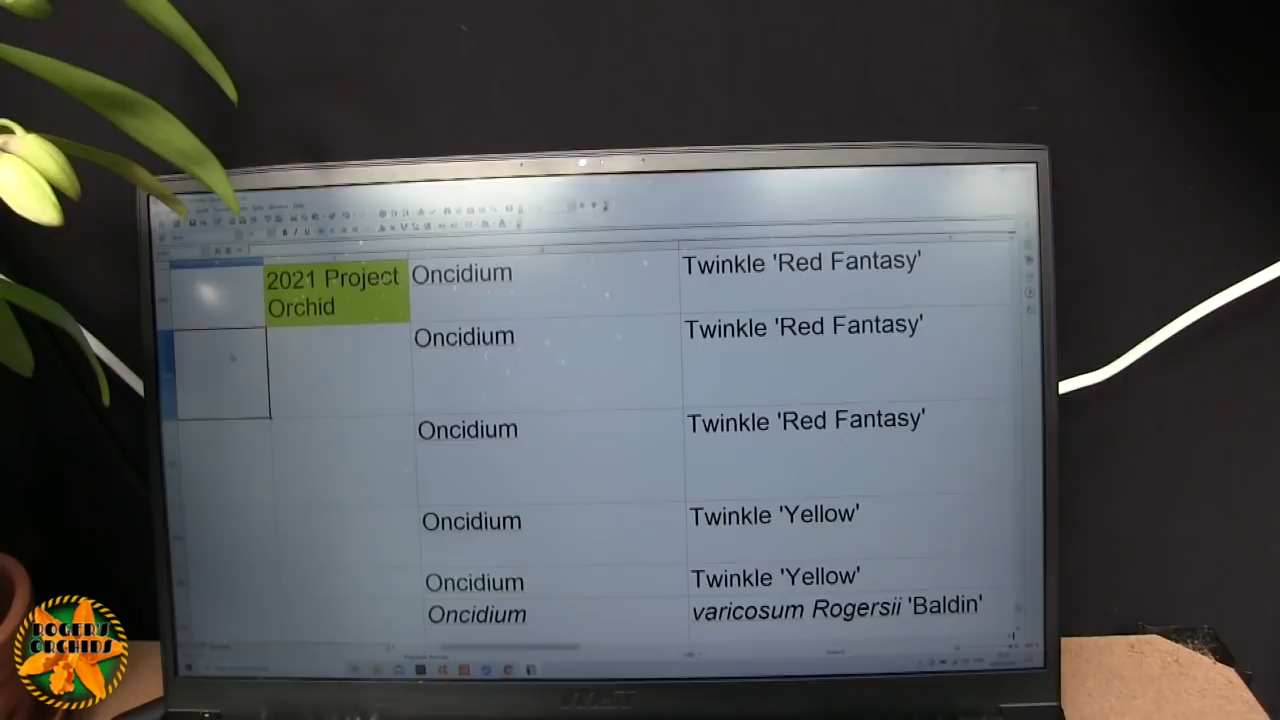 2021 Project
Orchid
Oncidium
Twinkle 'Red Fantasy'
Oncidium
Twinkle 'Red Fantasy'
Oncidium
Twinkle 'Red Fantasy'
Oncidium
Twinkle 'Yellow'
Oncidium
Twinkle 'Yellow'
Oncidium
varicosum Rogersii 'Baldin'
ROGER'S
ORCHIDS